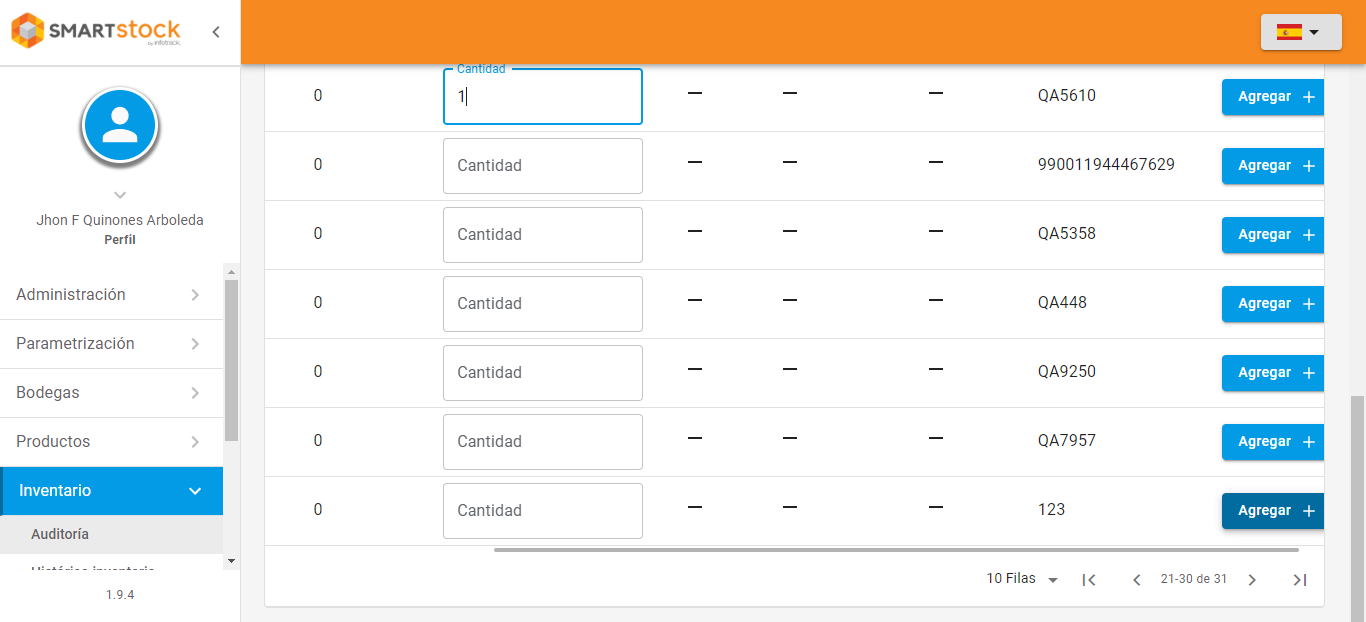 SMARTSTOCK
by infotrack.
Jhon F Quinones Arboleda
Perfil
Administración
Parametrización
Bodegas
Productos
Inventario
Auditoría
Histórico inventario
1.9.4
Cantidad
0 1 — — — QA5610 Agregar +
0 Cantidad — — — 990011944467629 Agregar +
0 Cantidad — — — QA5358 Agregar +
0 Cantidad — — — QA448 Agregar +
0 Cantidad — — — QA9250 Agregar +
0 Cantidad — — — QA7957 Agregar +
0 Cantidad — — — 123 Agregar +
10 Filas 21-30 de 31